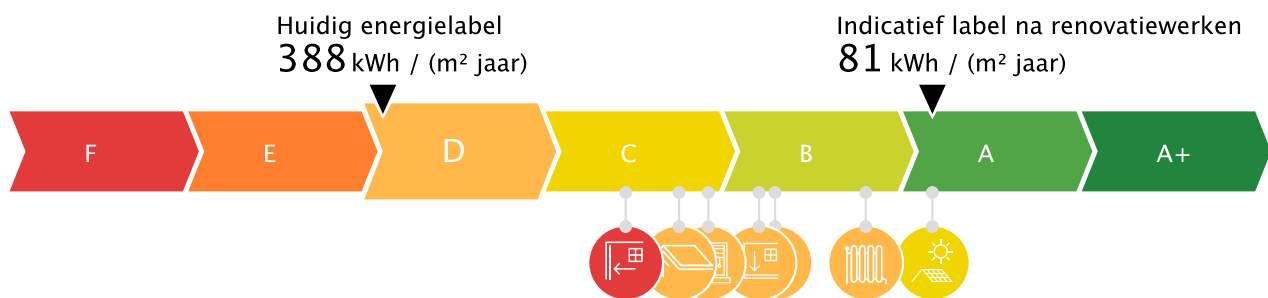 Huidig energielabel
388 kWh / (m² jaar)
Indicatief label na renovatiewerken
81 kWh / (m² jaar)
F E D C B A A+